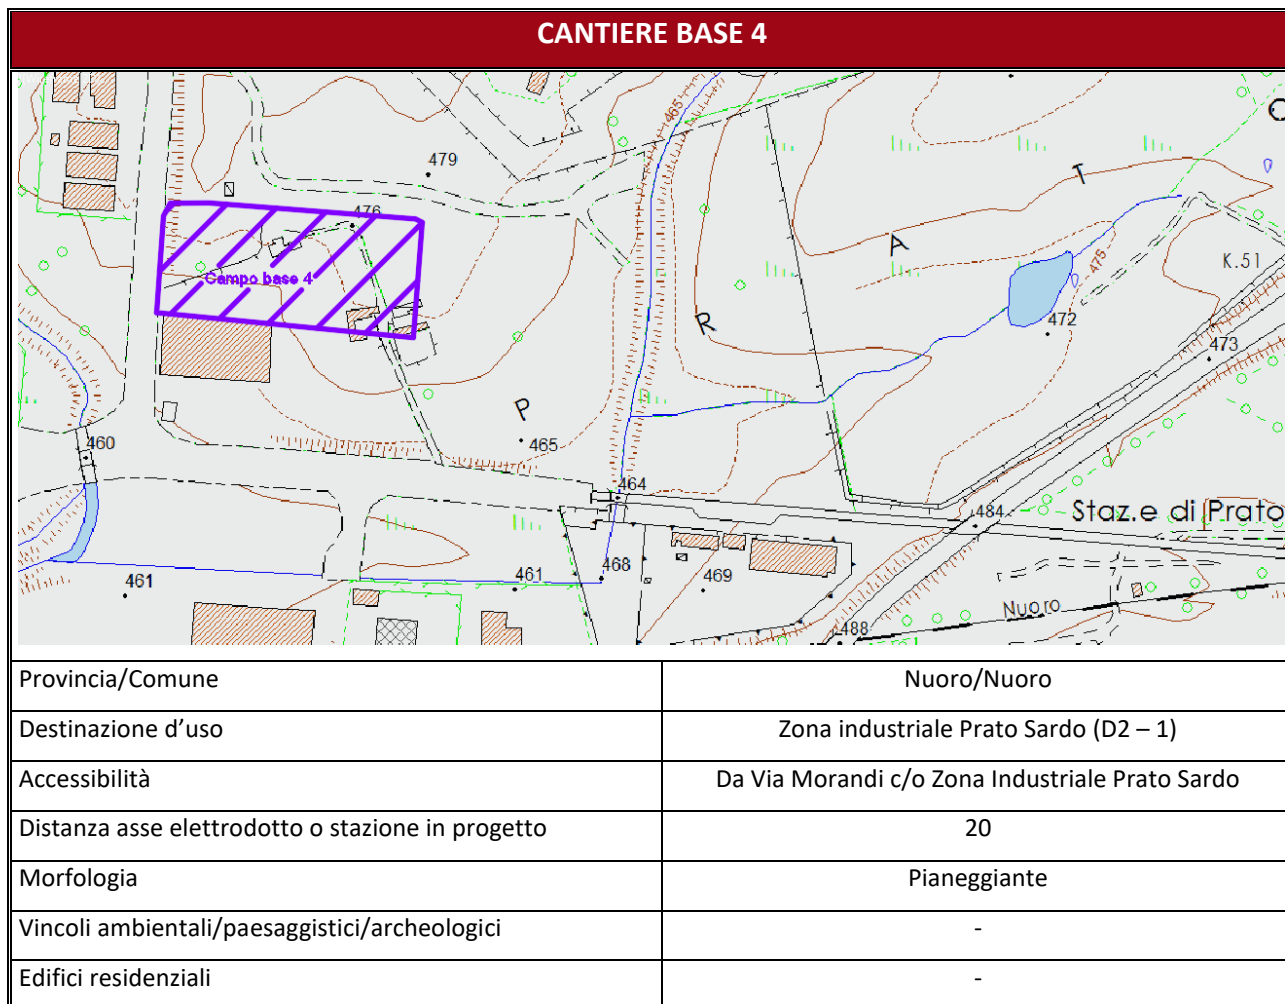 CANTIERE BASE 4
465
479
T
476
A
K.51
475
Campo base 4
R
472
473
P
465
460
464
484
Staz.e di Prato
461
461
468
469
Nuoro
488
Provincia/Comune Nuoro/Nuoro
Destinazione d’uso Zona industriale Prato Sardo (D2 – 1)
Accessibilità Da Via Morandi c/o Zona Industriale Prato Sardo
Distanza asse elettrodotto o stazione in progetto 20
Morfologia Pianeggiante
Vincoli ambientali/paesaggistici/archeologici -
Edifici residenziali -